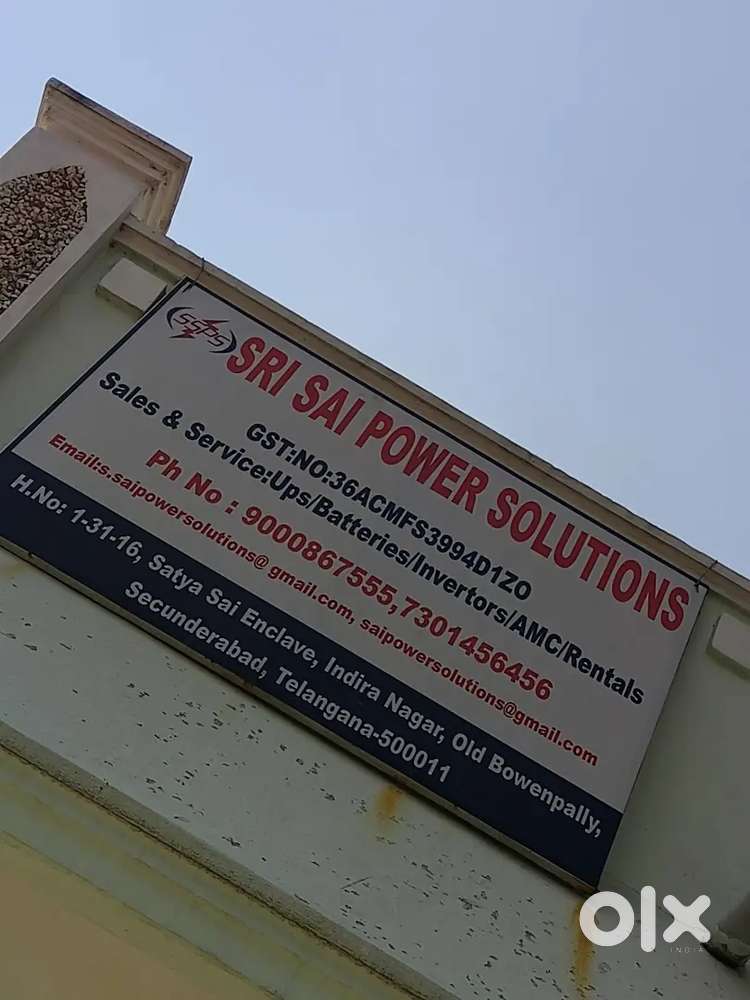 SSPS
SRI SAI POWER SOLUTIONS
GST:NO:36ACMFS3994D1ZO
Sales & Service:Ups/Batteries/Invertors/AMC/Rentals
Ph No : 9000867555,7301456456
Email:s.saipowersolutions@ gmail.com, saipowersolutions@gmail.com
H.No: 1-31-16, Satya Sai Enclave, Indira Nagar, Old Bowenpally,
Secunderabad, Telangana-500011
olx
INDIA